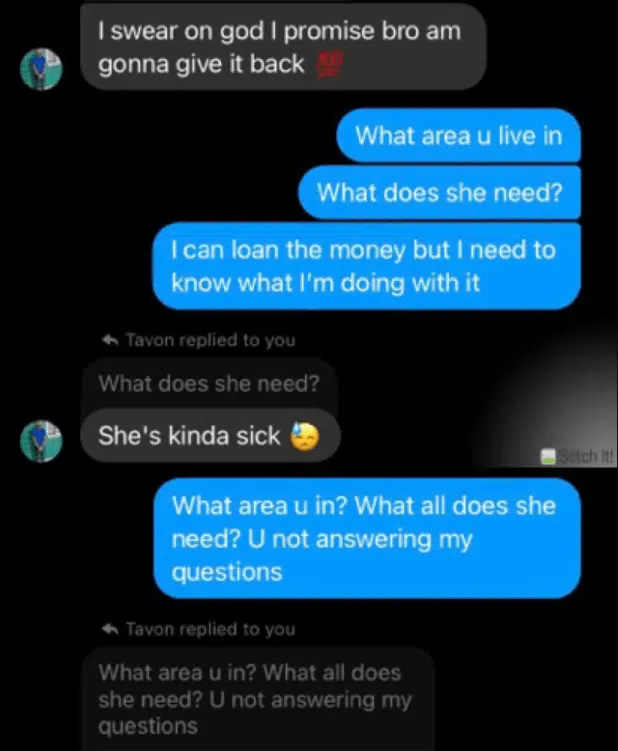 I swear on god I promise bro am
gonna give it back 💯
What area u live in
What does she need?
I can loan the money but I need to
know what I'm doing with it
Tavon replied to you
What does she need?
She's kinda sick 😓
Stitch It!
What area u in? What all does she
need? U not answering my
questions
Tavon replied to you
What area u in? What all does
she need? U not answering my
questions